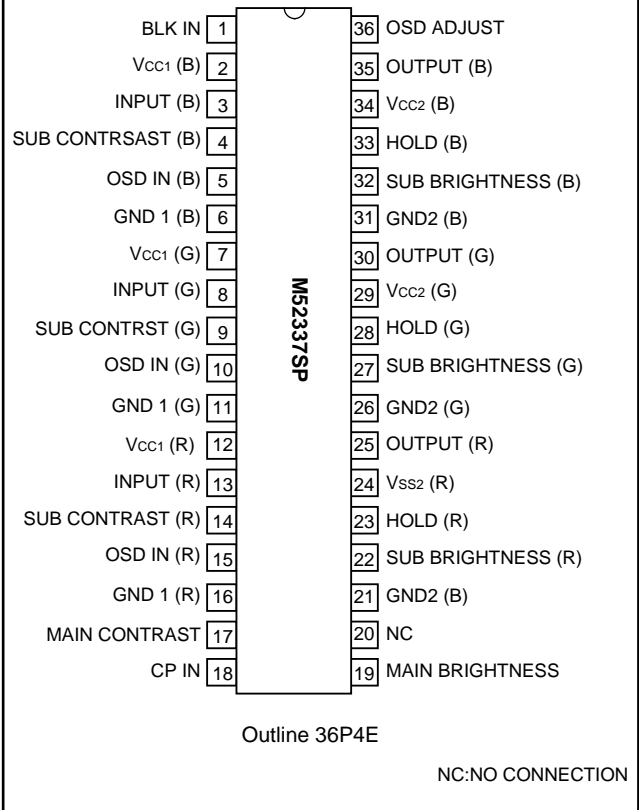 BLK IN 1 36 OSD ADJUST
Vcc1 (B) 2 35 OUTPUT (B)
INPUT (B) 3 34 Vcc2 (B)
SUB CONTRSAST (B) 4 33 HOLD (B)
OSD IN (B) 5 32 SUB BRIGHTNESS (B)
GND 1 (B) 6 31 GND2 (B)
Vcc1 (G) 7 30 OUTPUT (G)
INPUT (G) 8 29 Vcc2 (G)
SUB CONTRST (G) 9 28 HOLD (G)
OSD IN (G) 10 27 SUB BRIGHTNESS (G)
GND 1 (G) 11 26 GND2 (G)
Vcc1 (R) 12 25 OUTPUT (R)
INPUT (R) 13 24 Vss2 (R)
SUB CONTRAST (R) 14 23 HOLD (R)
OSD IN (R) 15 22 SUB BRIGHTNESS (R)
GND 1 (R) 16 21 GND2 (B)
MAIN CONTRAST 17 20 NC
CP IN 18 19 MAIN BRIGHTNESS
M52337SP
Outline 36P4E
NC:NO CONNECTION